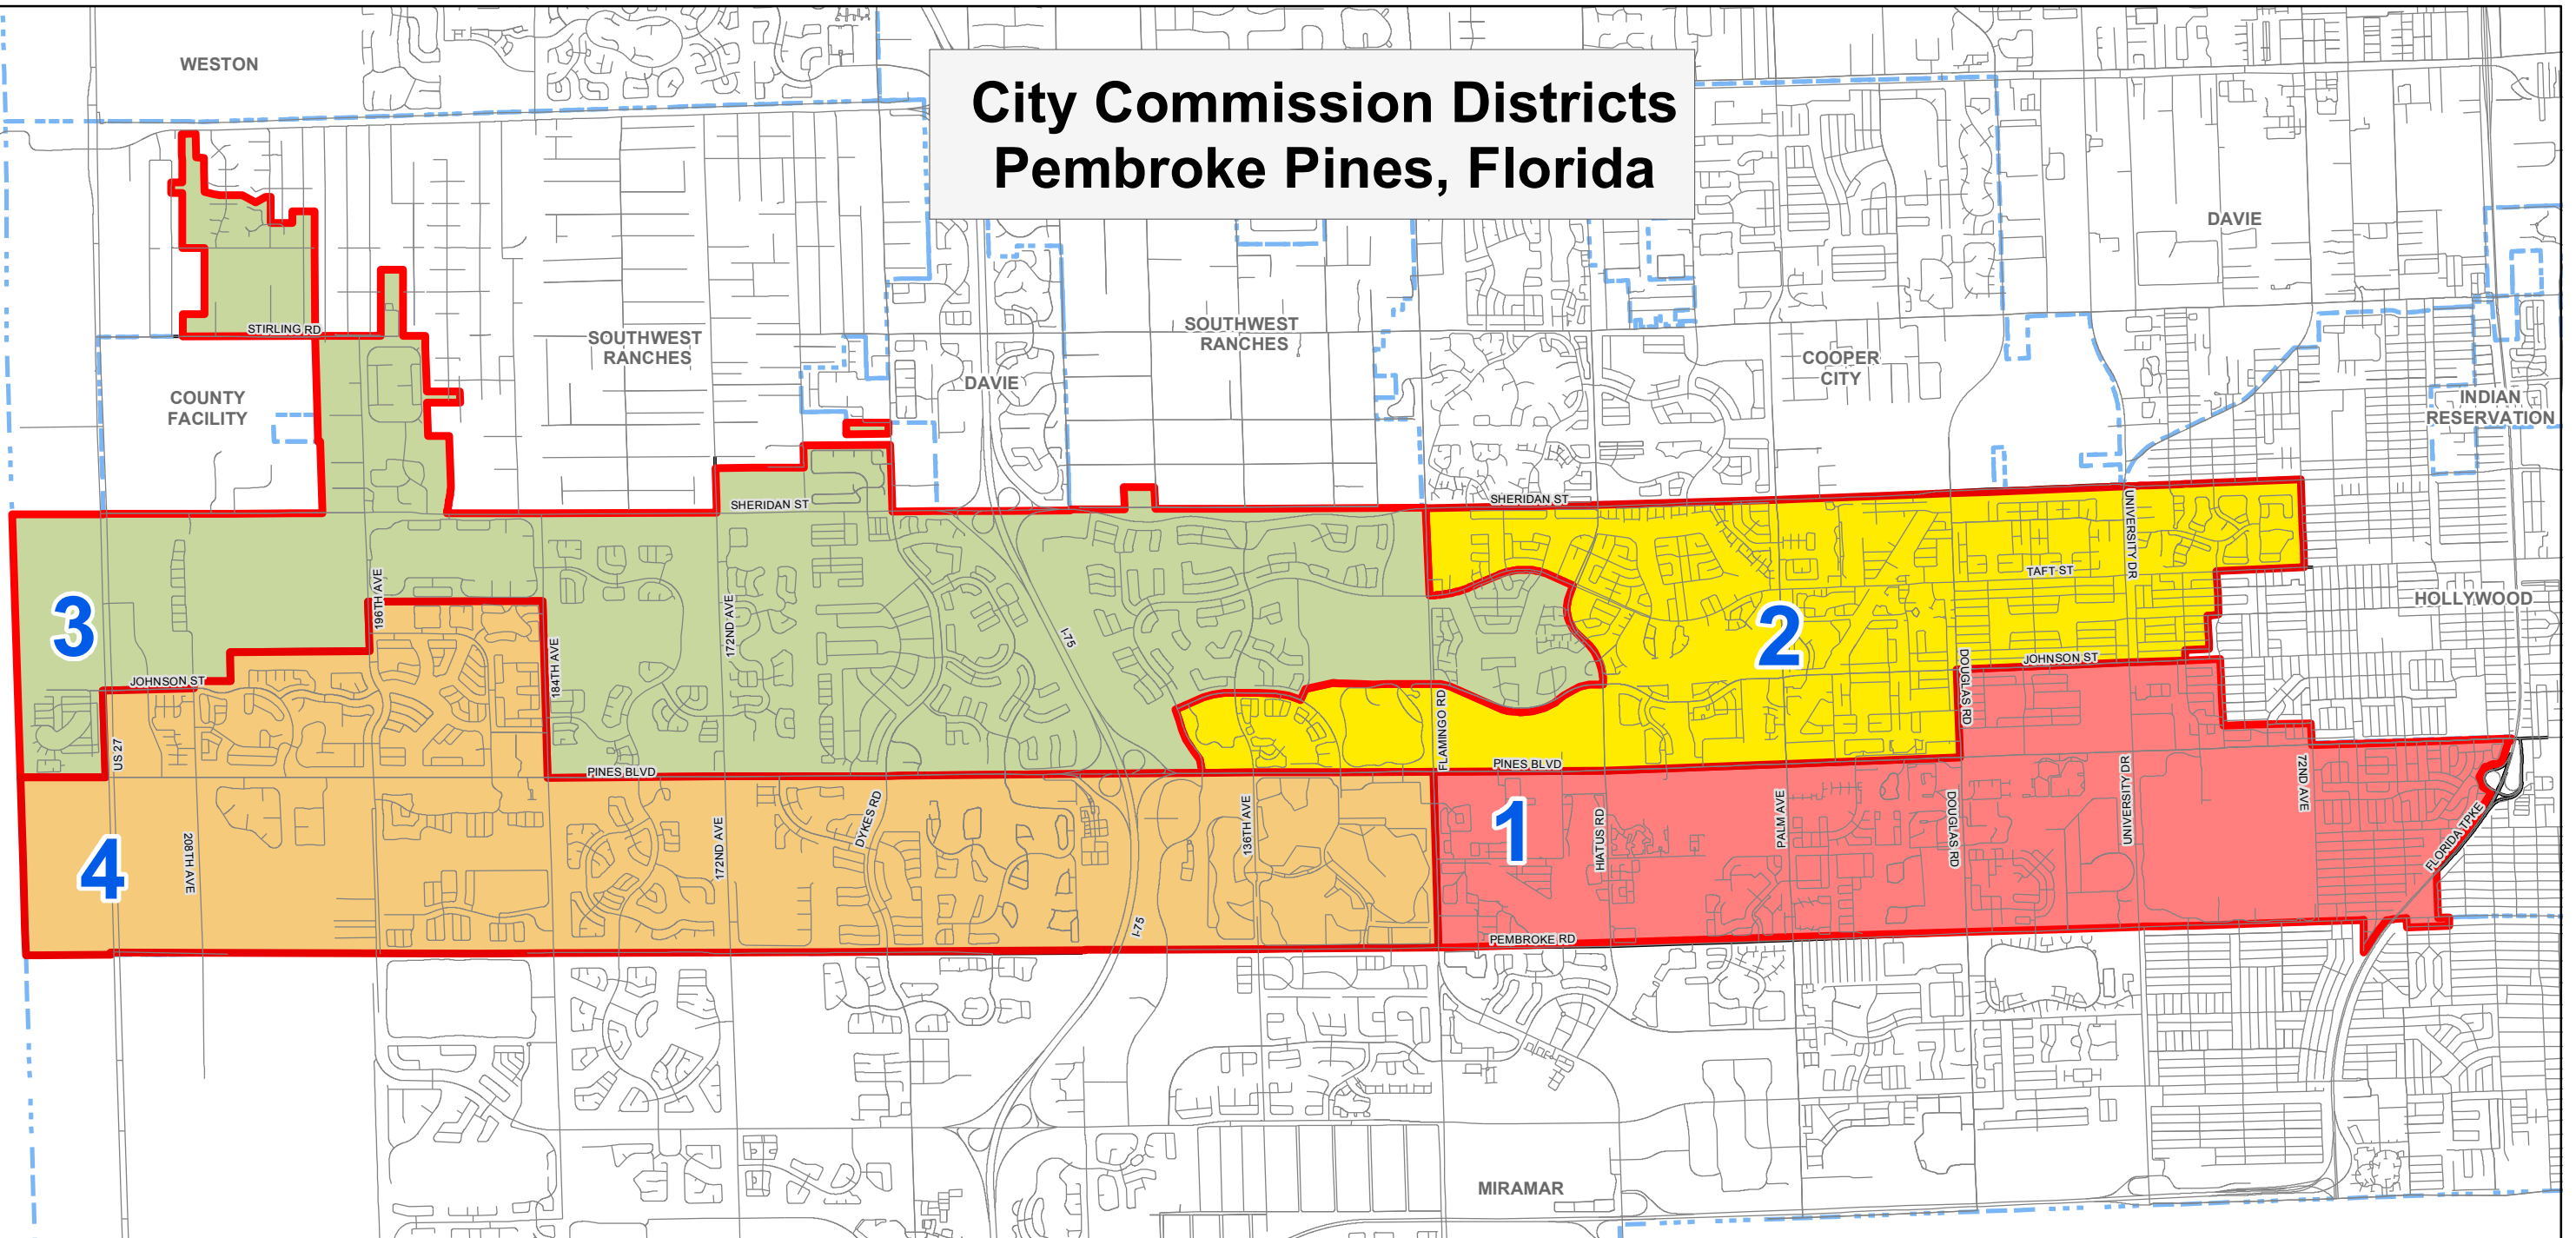 WESTON
City Commission Districts
Pembroke Pines, Florida
DAVIE
STIRLING RD
SOUTHWEST
RANCHES
SOUTHWEST
RANCHES
COOPER
CITY
DAVIE
COUNTY
FACILITY
INDIAN
RESERVATION
SHERIDAN ST
SHERIDAN ST
UNIVERSITY DR
TAFT ST
HOLLYWOOD
3
196TH AVE
184TH AVE
172ND AVE
I-75
2
JOHNSON ST
JOHNSON ST
DOUGLAS RD
FLAMINGO RD
US 27
PINES BLVD
PINES BLVD
4
208TH AVE
172ND AVE
DYKES RD
136TH AVE
1
HIATUS RD
PALM AVE
DOUGLAS RD
UNIVERSITY DR
72ND AVE
FLORIDA TPKE
I-75
PEMBROKE RD
MIRAMAR